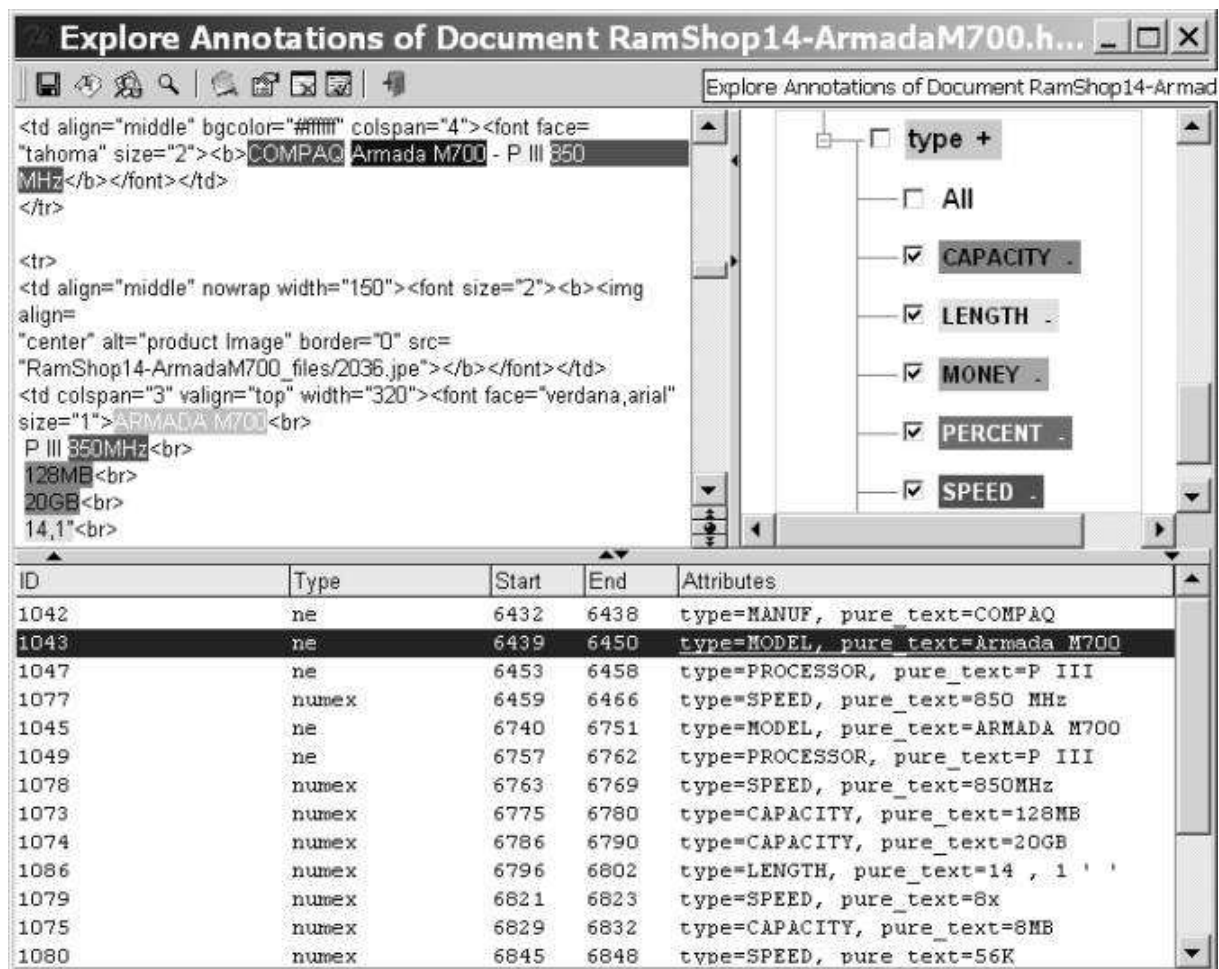 Explore Annotations of Document RamShop14-ArmadaM700.h...
Explore Annotations of Document RamShop14-Armad
<td align="middle" bgcolor="#ffffff" colspan="4"><font face=
"tahoma" size="2"><b>COMPAQ Armada M700 - P III 850
MHz</b></font></td>
</tr>
<tr>
<td align="middle" nowrap width="150"><font size="2"><b><img
align=
"center" alt="product Image" border="0" src=
"RamShop14-ArmadaM700_files/2036.jpe"></b></font></td>
<td colspan="3" valign="top" width="320"><font face="verdana,arial"
size="1">ARMADA M700<br>
P III 850MHz<br>
128MB<br>
20GB<br>
14,1"<br>
type +
All
CAPACITY -
LENGTH -
MONEY -
PERCENT -
SPEED -
ID Type Start End Attributes
1042 ne 6432 6438 type=MANUF, pure_text=COMPAQ
1043 ne 6439 6450 type=MODEL, pure_text=Armada M700
1047 ne 6453 6458 type=PROCESSOR, pure_text=P III
1077 numex 6459 6466 type=SPEED, pure_text=850 MHz
1045 ne 6740 6751 type=MODEL, pure_text=ARMADA M700
1049 ne 6757 6762 type=PROCESSOR, pure_text=P III
1078 numex 6763 6769 type=SPEED, pure_text=850MHz
1073 numex 6775 6780 type=CAPACITY, pure_text=128MB
1074 numex 6786 6790 type=CAPACITY, pure_text=20GB
1086 numex 6796 6802 type=LENGTH, pure_text=14 , 1 ' '
1079 numex 6821 6823 type=SPEED, pure_text=8x
1075 numex 6829 6832 type=CAPACITY, pure_text=8MB
1080 numex 6845 6848 type=SPEED, pure_text=56K